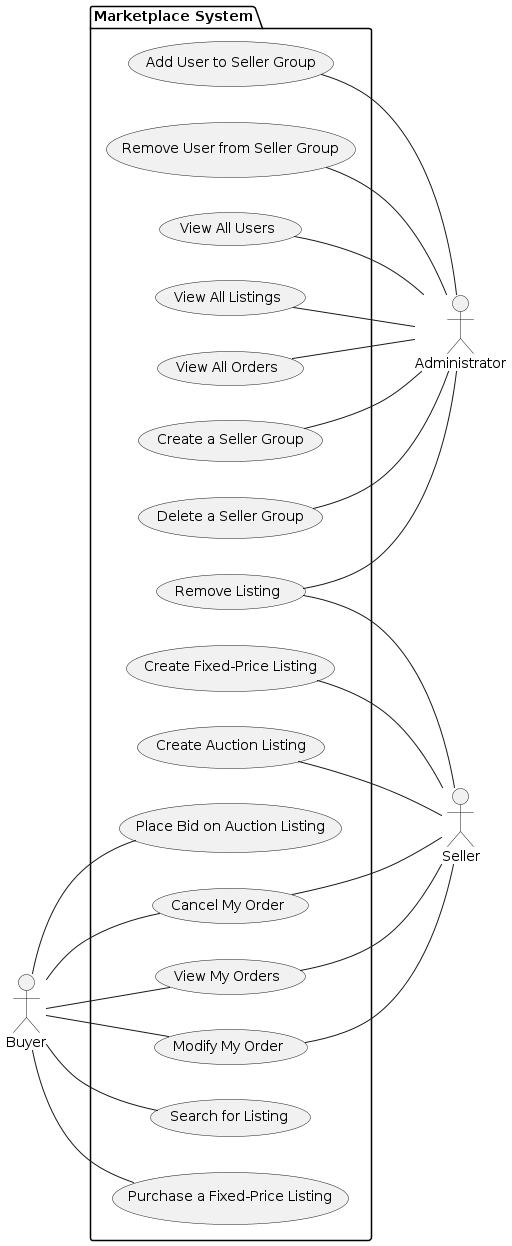 Marketplace System
Add User to Seller Group
Remove User from Seller Group
View All Users
View All Listings
View All Orders
Administrator
Create a Seller Group
Delete a Seller Group
Remove Listing
Create Fixed-Price Listing
Create Auction Listing
Place Bid on Auction Listing
Seller
Cancel My Order
View My Orders
Buyer
Modify My Order
Search for Listing
Purchase a Fixed-Price Listing